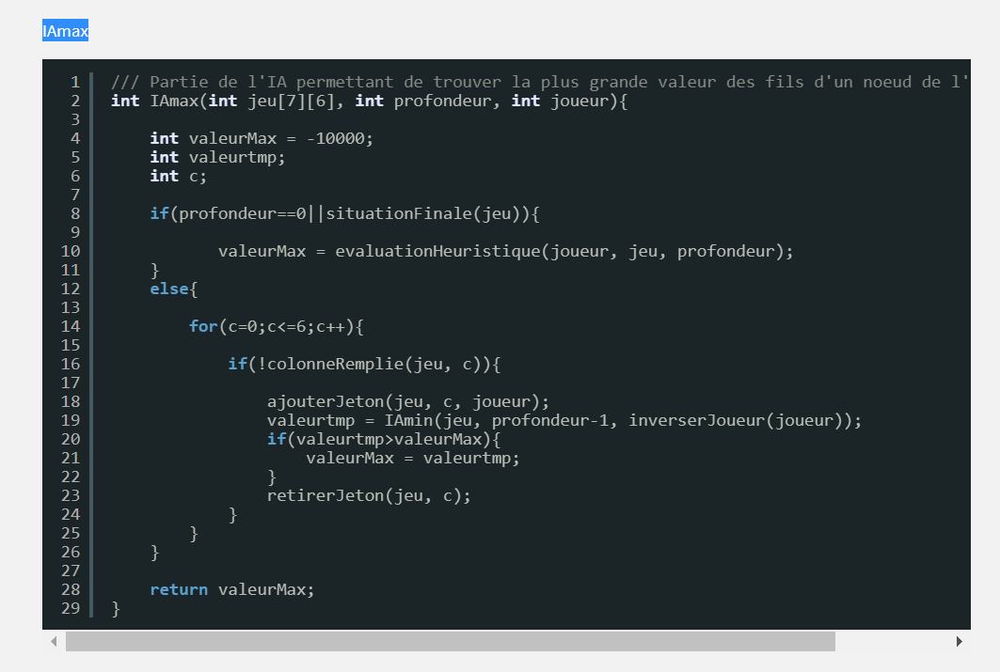 IAmax
1 /// Partie de l'IA permettant de trouver la plus grande valeur des fils d'un noeud de l'
2 int IAmax(int jeu[7][6], int profondeur, int joueur){
3
4     int valeurMax = -10000;
5     int valeurtmp;
6     int c;
7
8     if(profondeur==0||situationFinale(jeu)){
9
10            valeurMax = evaluationHeuristique(joueur, jeu, profondeur);
11     }
12     else{
13
14         for(c=0;c<=6;c++){
15
16             if(!colonneRemplie(jeu, c)){
17
18                 ajouterJeton(jeu, c, joueur);
19                 valeurtmp = IAmin(jeu, profondeur-1, inverserJoueur(joueur));
20                 if(valeurtmp>valeurMax){
21                     valeurMax = valeurtmp;
22                 }
23                 retirerJeton(jeu, c);
24             }
25         }
26     }
27
28     return valeurMax;
29 }